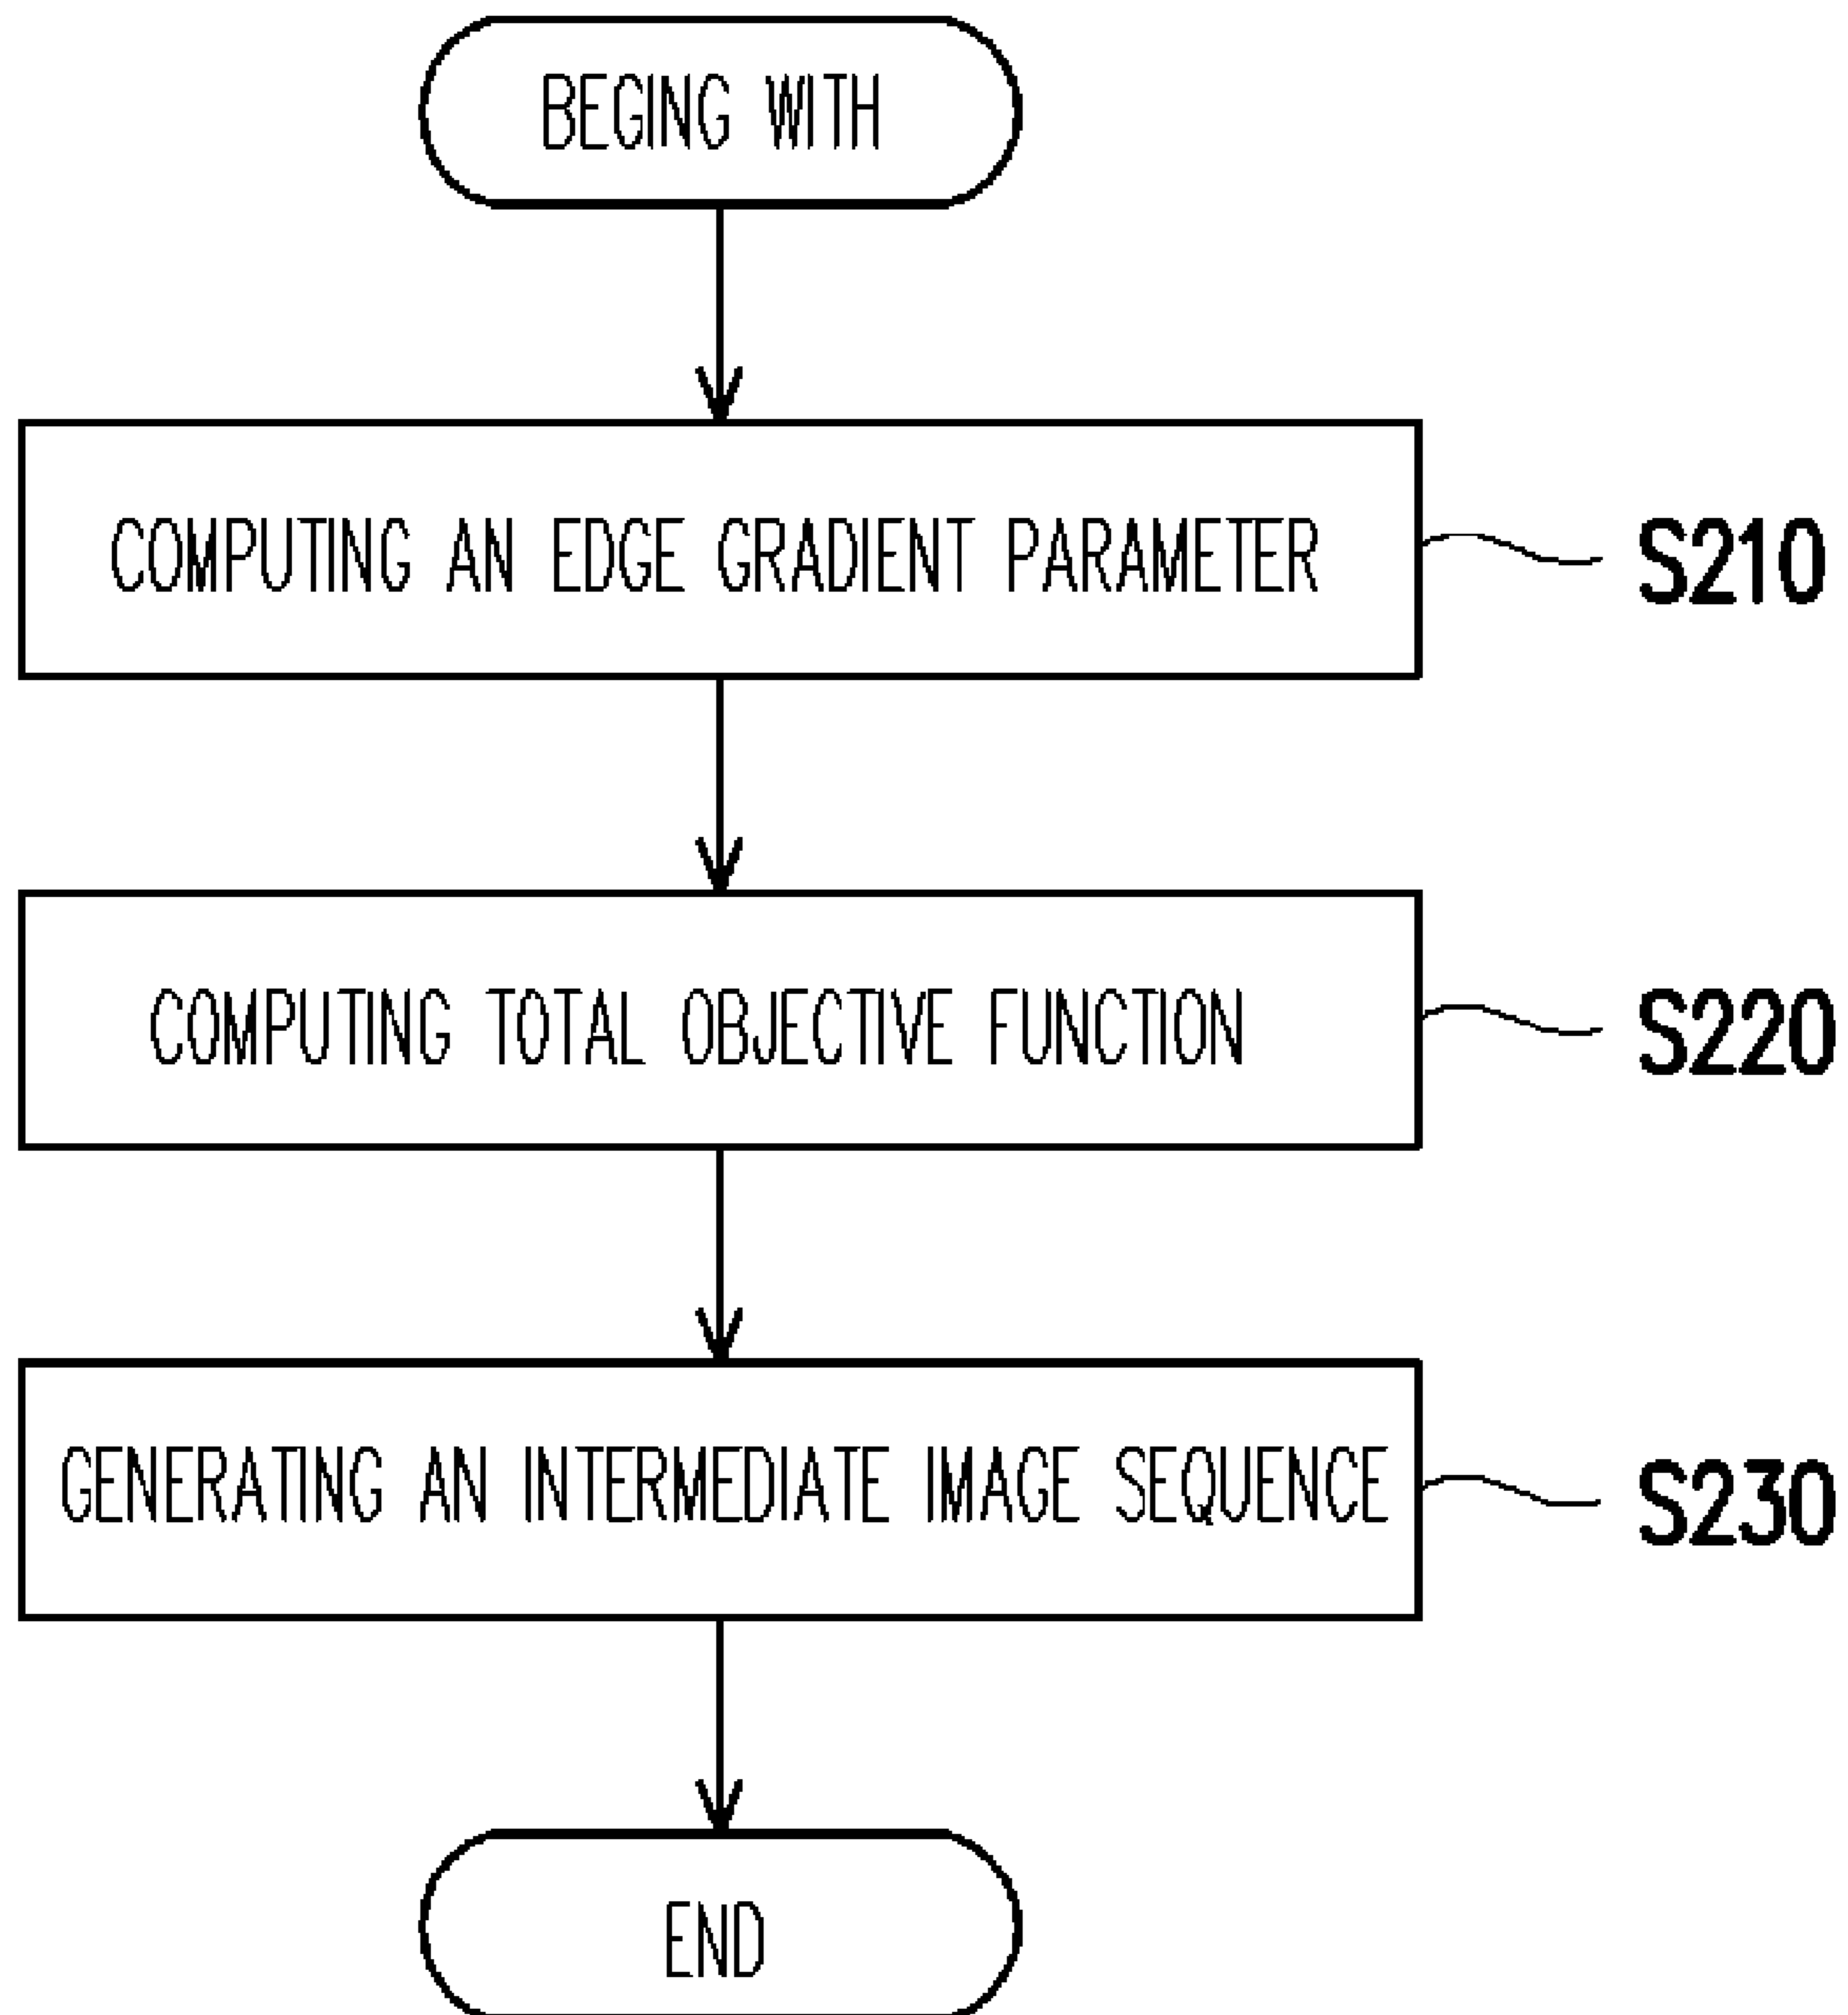 BEGING WITH
COMPUTING AN EDGE GRADIENT PARAMETER
S210
COMPUTING TOTAL OBJECTIVE FUNCTION
S220
GENERATING AN INTERMEDIATE IMAGE SEQUENCE
S230
END